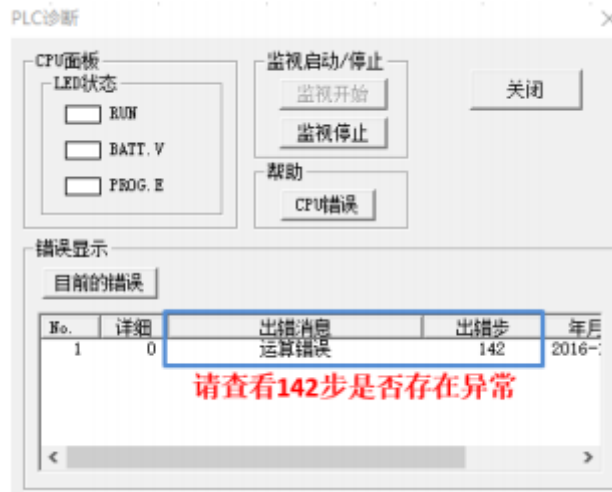 PLC诊断
CPU面板
LED状态
RUN
BATT. V
PROG. E
监视启动/停止
监视开始
监视停止
关闭
帮助
CPU错误
错误显示
目前的错误
No. 详细 出错消息 出错步 年月
1 0 运算错误 142 2016-
请查看142步是否存在异常